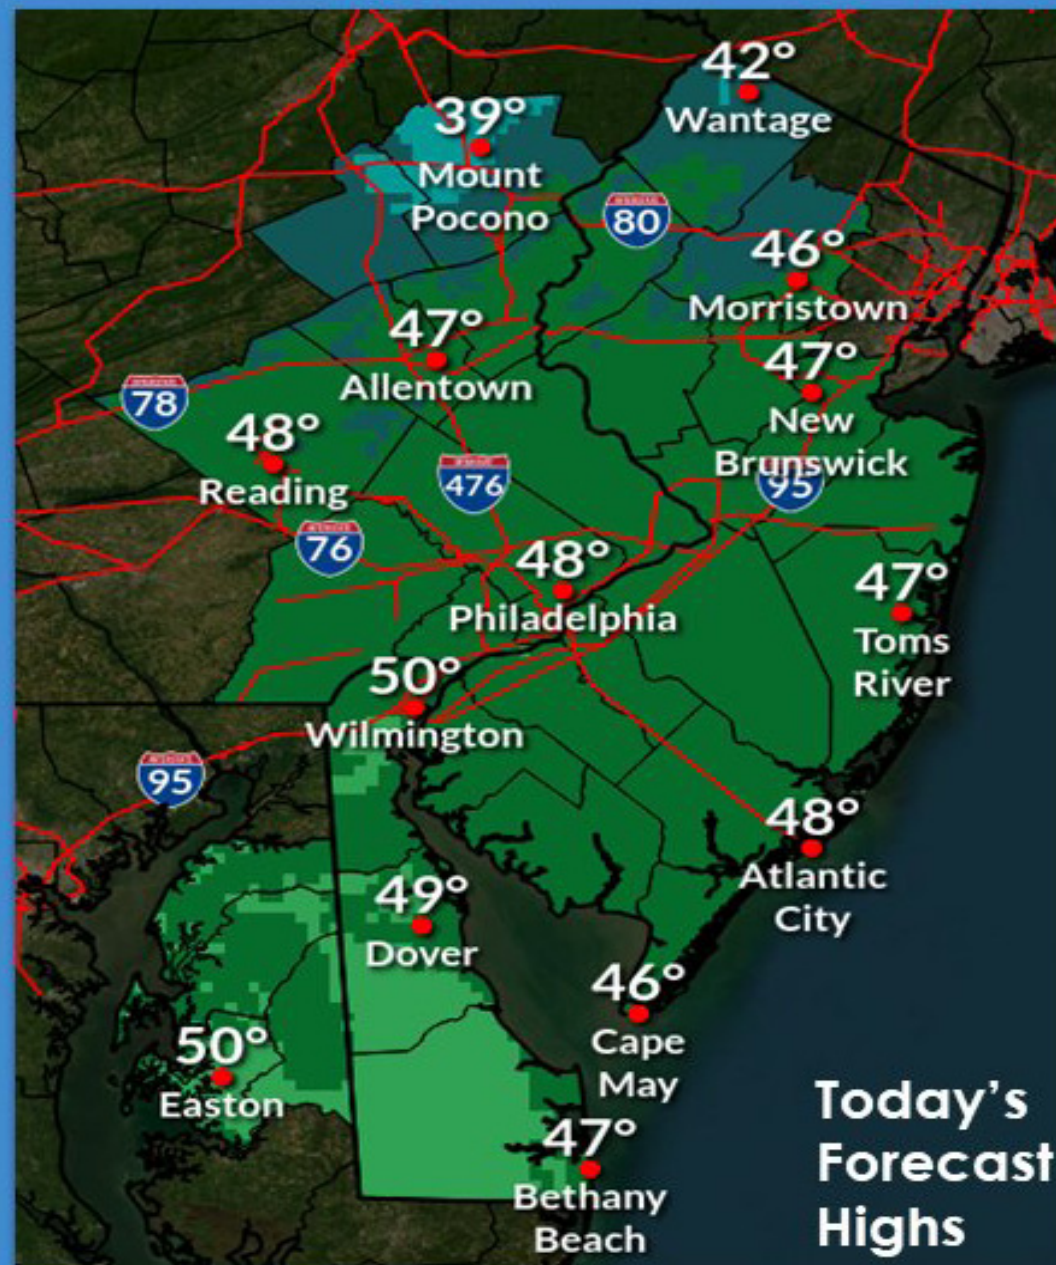 42°
Wantage
39°
Mount
Pocono
80
46°
Morristown
47°
Allentown
47°
New
Brunswick
78
48°
Reading
476
95
76
48°
Philadelphia
47°
Toms
River
50°
Wilmington
95
48°
Atlantic
City
49°
Dover
46°
Cape
May
50°
Easton
47°
Bethany
Beach
Today's
Forecast
Highs